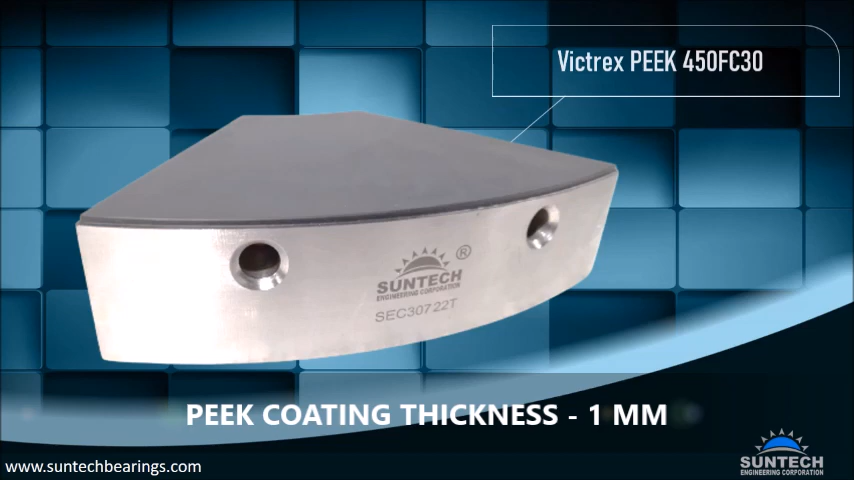 Victrex PEEK 450FC30
®
SUNTECH
ENGINEERING CORPORATION
SEC30722T
PEEK COATING THICKNESS - 1 MM
www.suntechbearings.com
SUNTECH
ENGINEERING CORPORATION